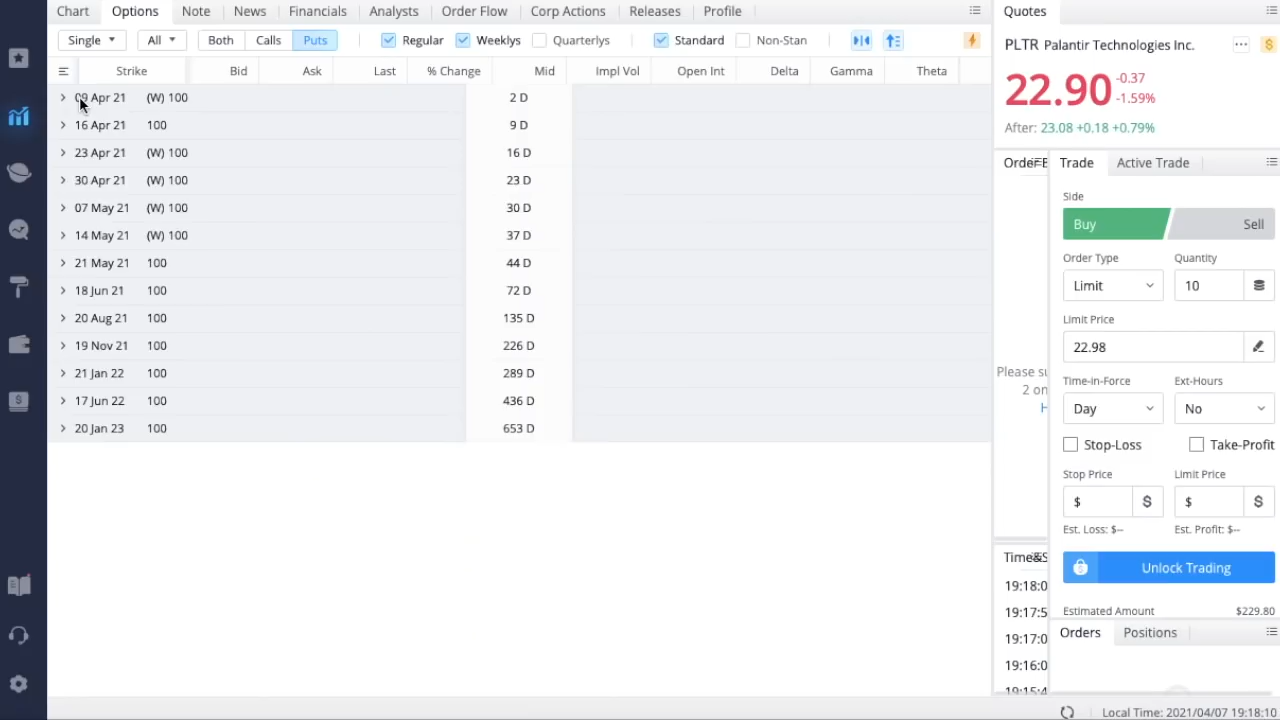 Chart Options Note News Financials Analysts Order Flow Corp Actions Releases Profile
Single All Both Calls Puts Regular Weeklys Quarterlys Standard Non-Stan
Strike Bid Ask Last % Change Mid Impl Vol Open Int Delta Gamma Theta
09 Apr 21 (W) 100 2 D
16 Apr 21 100 9 D
23 Apr 21 (W) 100 16 D
30 Apr 21 (W) 100 23 D
07 May 21 (W) 100 30 D
14 May 21 (W) 100 37 D
21 May 21 100 44 D
18 Jun 21 100 72 D
20 Aug 21 100 135 D
19 Nov 21 100 226 D
21 Jan 22 100 289 D
17 Jun 22 100 436 D
20 Jan 23 100 653 D
Quotes
PLTR Palantir Technologies Inc.
22.90 -0.37
-1.59%
After: 23.08 +0.18 +0.79%
Please su
2 on
H
19:18:0
19:17:5
19:17:0
19:16:0
19:15:4
Trade Active Trade
Side
Buy Sell
Order Type Quantity
Limit 10
Limit Price
22.98
Time-in-Force Ext-Hours
Day No
Stop-Loss Take-Profit
Stop Price Limit Price
$ $ $ $
Est. Loss: $-- Est. Profit: $--
Unlock Trading
Estimated Amount $229.80
Orders Positions
Local Time: 2021/04/07 19:18:10